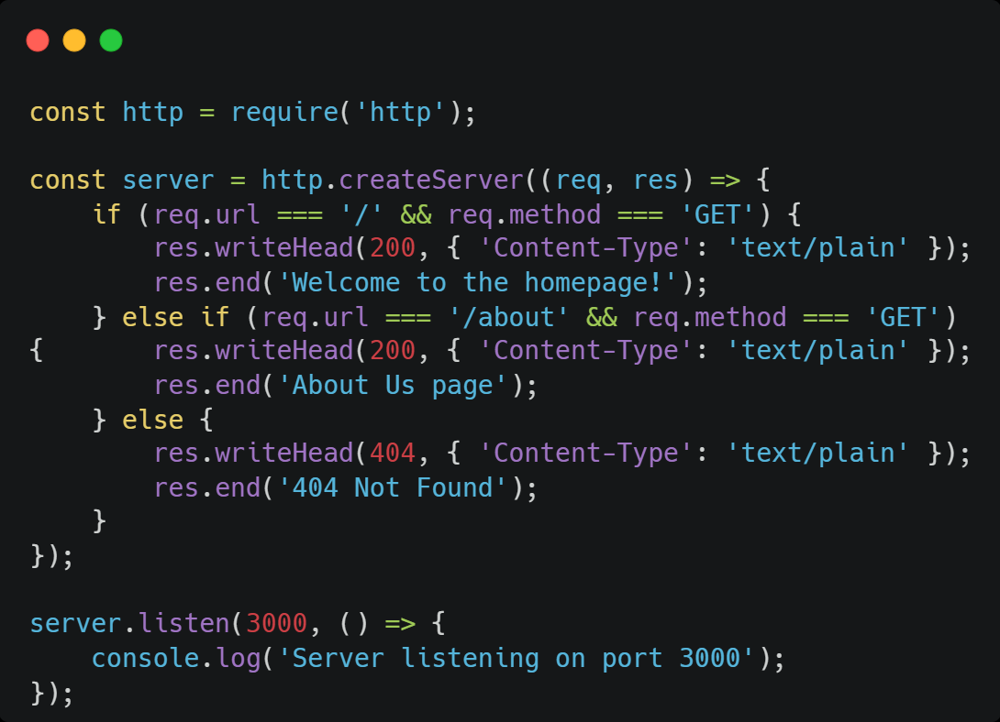 const http = require('http');

const server = http.createServer((req, res) => {
    if (req.url === '/' && req.method === 'GET') {
        res.writeHead(200, { 'Content-Type': 'text/plain' });
        res.end('Welcome to the homepage!');
    } else if (req.url === '/about' && req.method === 'GET')
{       res.writeHead(200, { 'Content-Type': 'text/plain' });
        res.end('About Us page');
    } else {
        res.writeHead(404, { 'Content-Type': 'text/plain' });
        res.end('404 Not Found');
    }
});

server.listen(3000, () => {
    console.log('Server listening on port 3000');
});